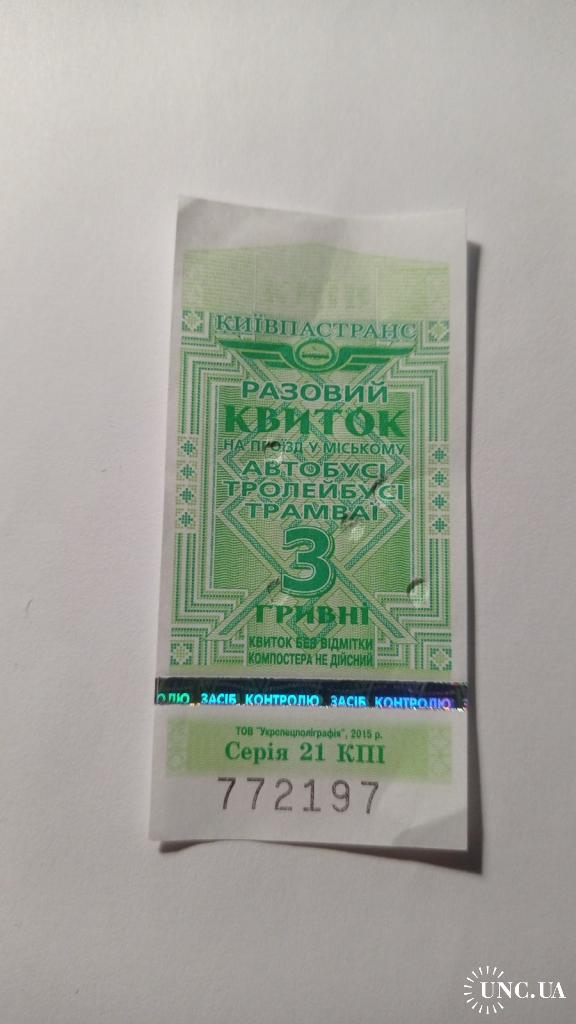 КИЇВПАСТРАНС
РАЗОВИЙ
КВИТОК
НА ПРОЇЗД У МІСЬКОМУ
АВТОБУСІ
ТРОЛЕЙБУСІ
ТРАМВАЇ
3
ГРИВНІ
КВИТОК БЕЗ ВІДМІТКИ
КОМПОСТЕРА НЕ ДІЙСНИЙ
ОЛЮ ЗАСІБ КОНТРОЛЮ ЗАСІБ КОНТРОЛЮ
ТОВ "Укрспецполіграфія", 2015 р.
Серія 21 КПІ
772197
UNC.UA